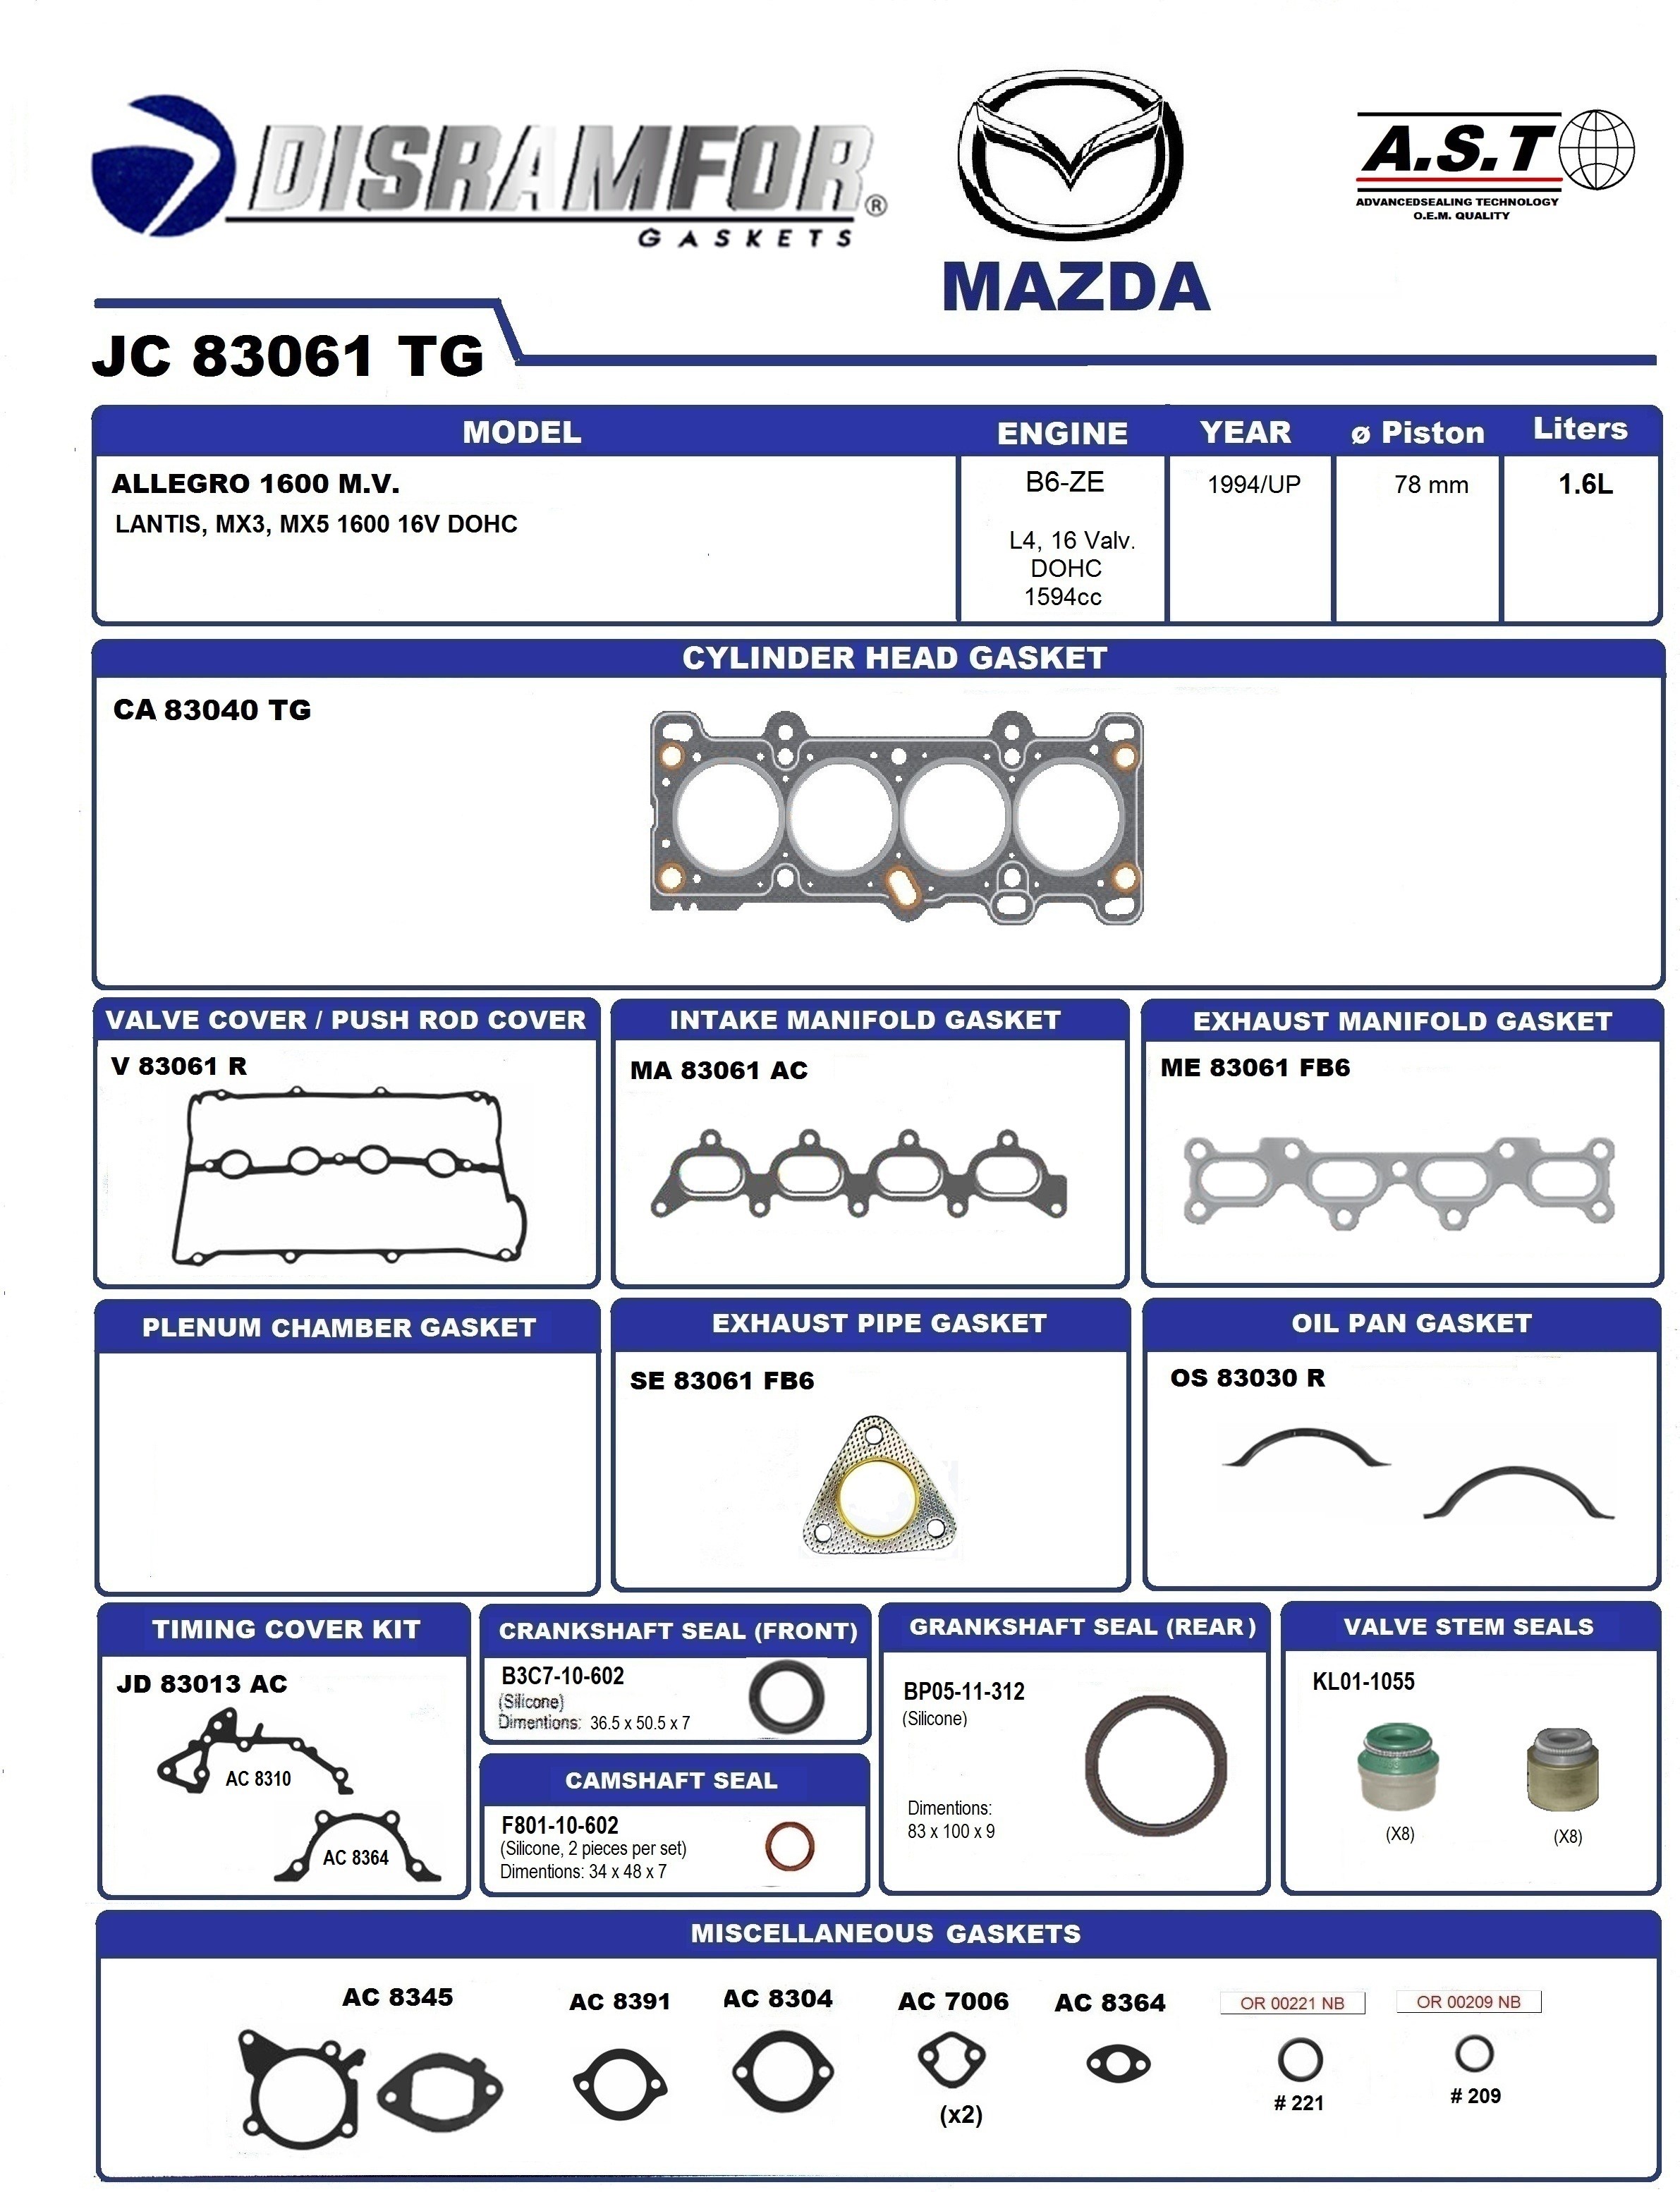 DISRAMFOR®
GASKETS
MAZDA
A.S.T
ADVANCEDSEALING TECHNOLOGY
O.E.M. QUALITY
JC 83061 TG
MODEL
ENGINE
YEAR
ø Piston
Liters
ALLEGRO 1600 M.V.
LANTIS, MX3, MX5 1600 16V DOHC
B6-ZE
L4, 16 Valv.
DOHC
1594cc
1994/UP
78 mm
1.6L
CYLINDER HEAD GASKET
CA 83040 TG
VALVE COVER / PUSH ROD COVER
V 83061 R
INTAKE MANIFOLD GASKET
MA 83061 AC
EXHAUST MANIFOLD GASKET
ME 83061 FB6
PLENUM CHAMBER GASKET
EXHAUST PIPE GASKET
SE 83061 FB6
OIL PAN GASKET
OS 83030 R
TIMING COVER KIT
JD 83013 AC
AC 8310
AC 8364
CRANKSHAFT SEAL (FRONT)
B3C7-10-602
(Silicone)
Dimentions: 36.5 x 50.5 x 7
CAMSHAFT SEAL
F801-10-602
(Silicone, 2 pieces per set)
Dimentions: 34 x 48 x 7
GRANKSHAFT SEAL (REAR)
BP05-11-312
(Silicone)
Dimentions:
83 x 100 x 9
VALVE STEM SEALS
KL01-1055
(X8)
(X8)
MISCELLANEOUS GASKETS
AC 8345
AC 8391
AC 8304
AC 7006
AC 8364
OR 00221 NB
OR 00209 NB
(x2)
# 221
# 209